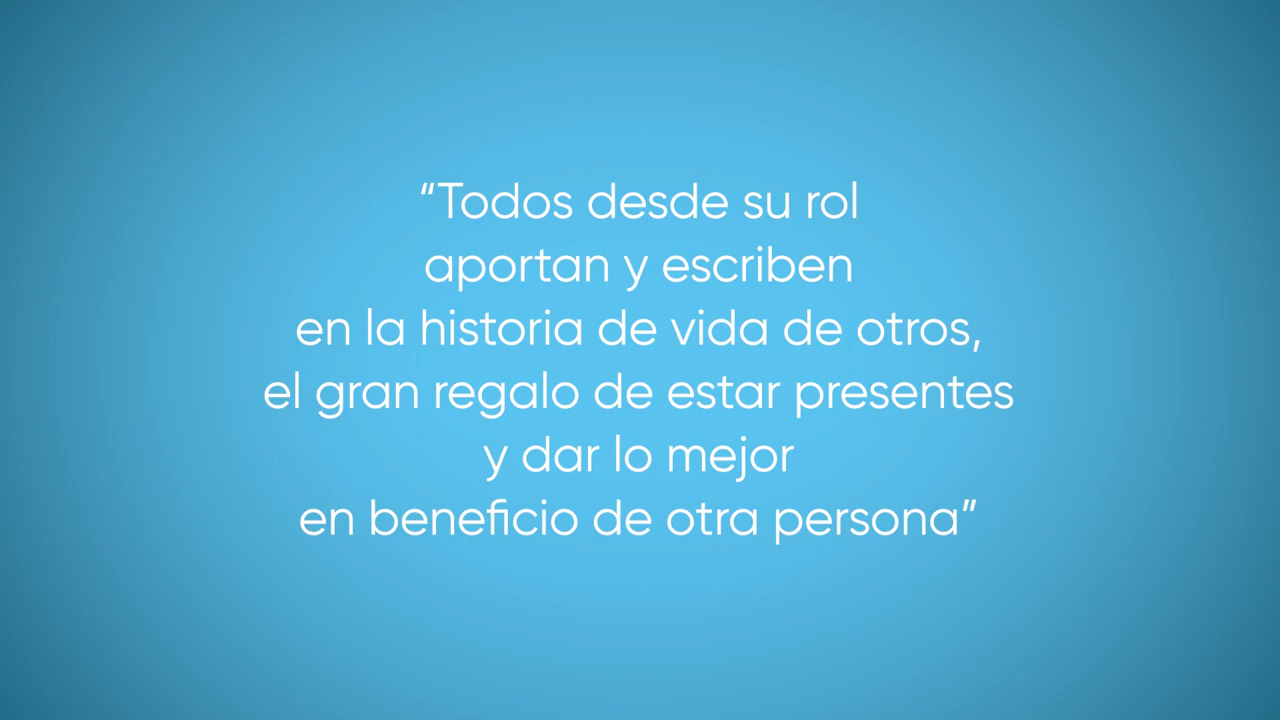 “Todos desde su rol
aportan y escriben
en la historia de vida de otros,
el gran regalo de estar presentes
y dar lo mejor
en beneficio de otra persona”